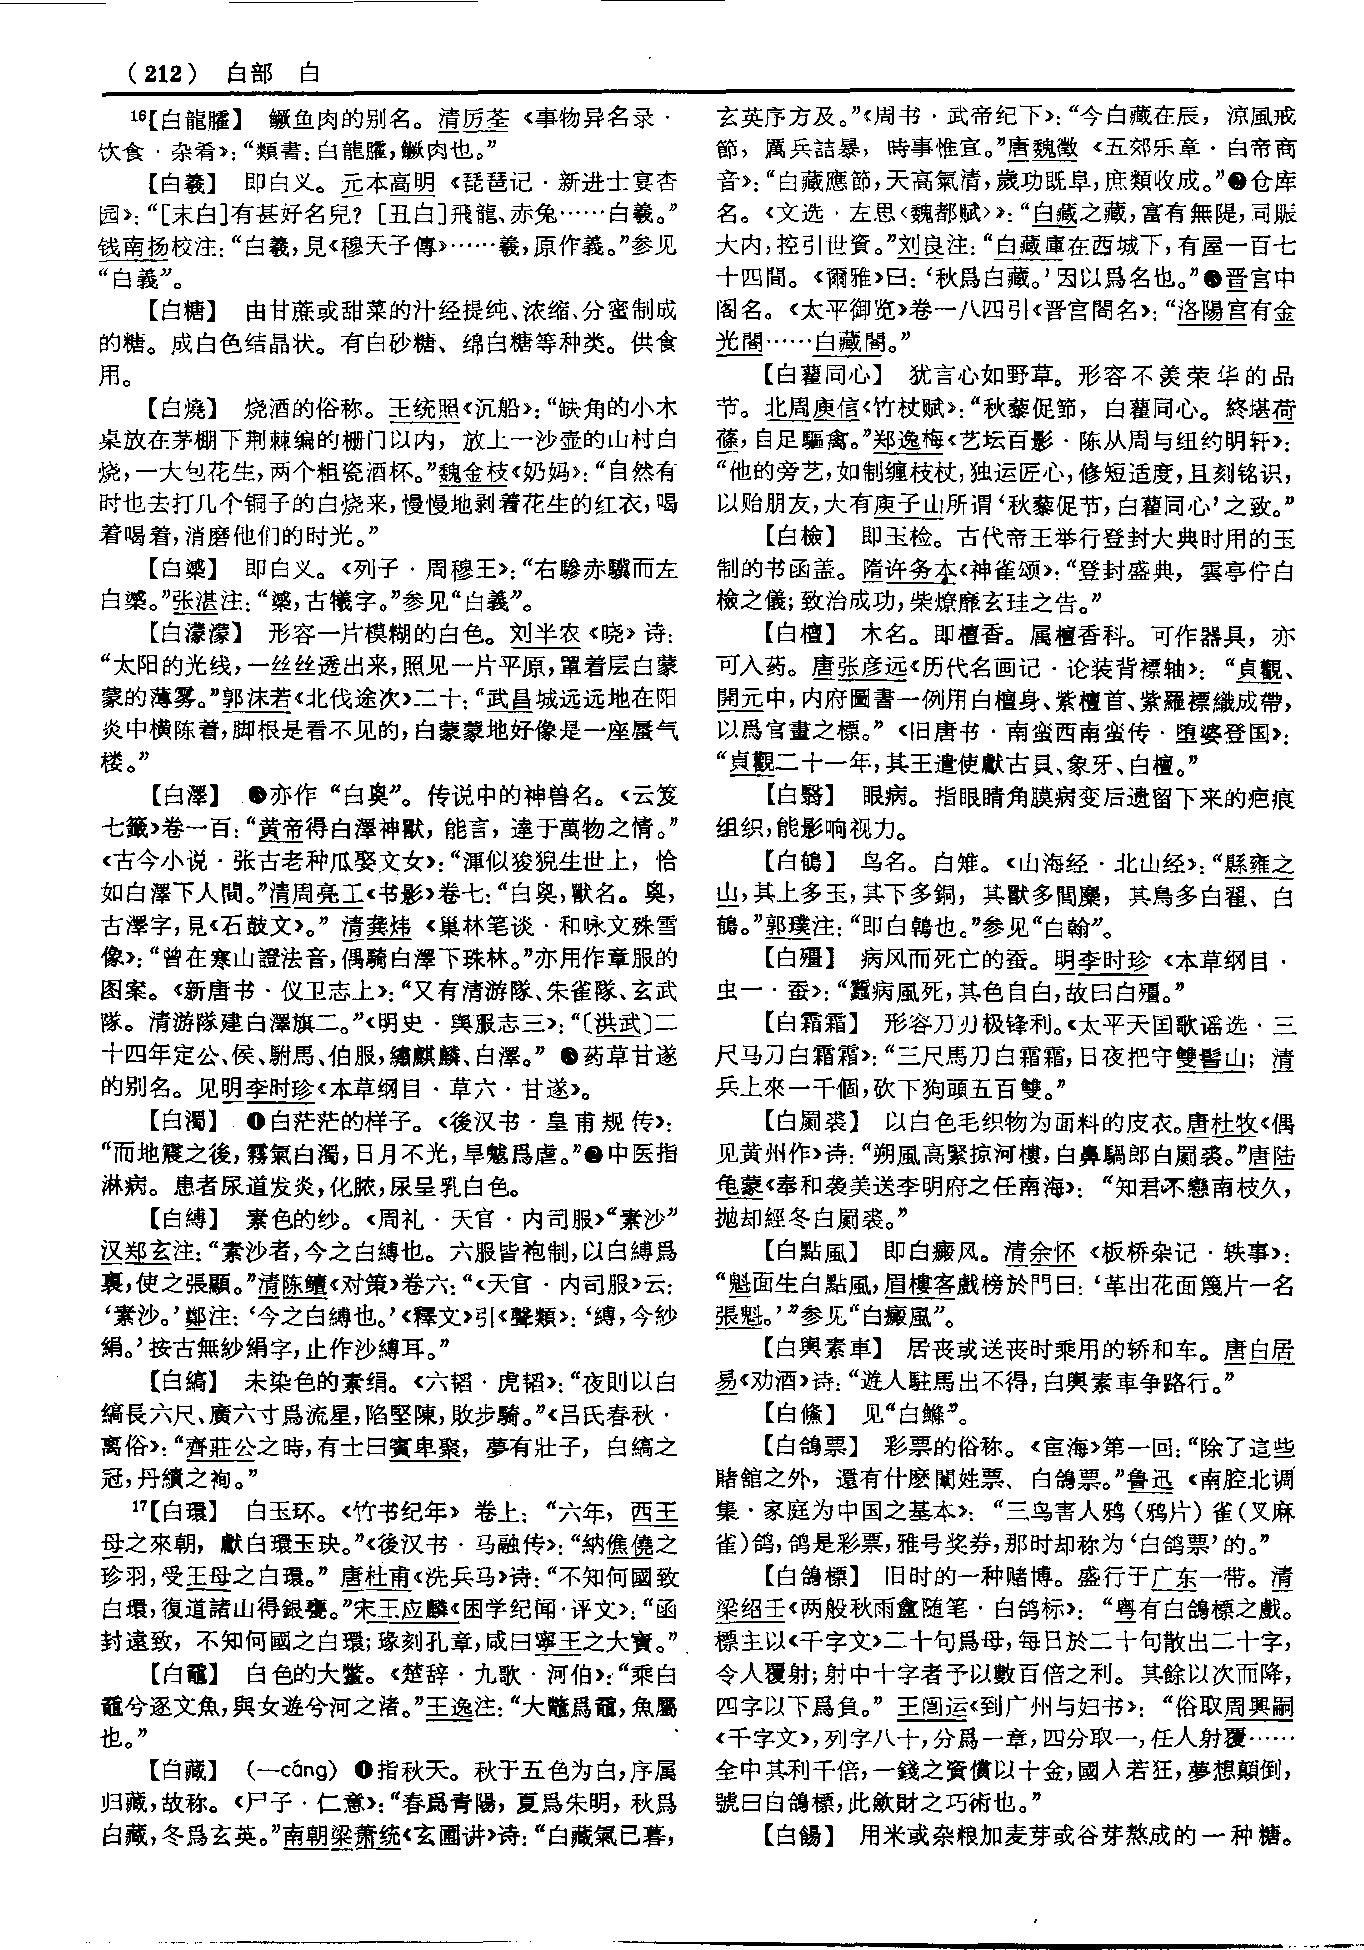 （212） 白部 白
¹⁶【白龍臛】 鳜鱼肉的别名。清厉荃《事物异名录·
饮食·杂肴》：“類書：白龍臛，鱖肉也。”
【白羲】 即白义。元本高明《琵琶记·新进士宴杏
园》：“[末白]有甚好名兒？[丑白]飛龍、赤兔……白羲。”
钱南扬校注：“白羲，見《穆天子傳》……羲，原作義。”参见
“白義”。
【白糖】 由甘蔗或甜菜的汁经提纯、浓缩、分蜜制成
的糖。成白色结晶状。有白砂糖、绵白糖等种类。供食
用。
【白燒】 烧酒的俗称。王统照《沉船》：“缺角的小木
桌放在茅棚下荆棘编的栅门以内，放上一沙壶的山村白
烧，一大包花生，两个粗瓷酒杯。”魏金枝《奶妈》：“自然有
时也去打几个铜子的白烧来，慢慢地剥着花生的红衣，喝
着喝着，消磨他们的时光。”
【白㸄】 即白义。《列子·周穆王》：“右驂赤驥而左
白㸄。”张湛注：“㸄，古犧字。”参见“白義”。
【白濛濛】 形容一片模糊的白色。刘半农《晓》诗：
“太阳的光线，一丝丝透出来，照见一片平原，罩着层白蒙
蒙的薄雾。”郭沫若《北伐途次》二十：“武昌城远远地在阳
炎中横陈着，脚根是看不见的，白蒙蒙地好像是一座蜃气
楼。”
【白澤】 ❶亦作“白臭”。传说中的神兽名。《云笈
七籤》卷一百：“黄帝得白澤神獸，能言，達于萬物之情。”
《古今小说·张古老种瓜娶文女》：“渾似狻猊生世上，恰
如白澤下人間。”清周亮工《书影》卷七：“白臭，獸名。臭，
古澤字，見《石鼓文》。”清龚炜《巢林笔谈·和咏文殊雪
像》：“曾在寒山證法音，偶騎白澤下珠林。”亦用作章服的
图案。《新唐书·仪卫志上》：“又有清游隊、朱雀隊、玄武
隊。清游隊建白澤旗二。”《明史·舆服志三》：“〔洪武〕二
十四年定公、侯、駙馬、伯服，繡麒麟、白澤。” ❷药草甘遂
的别名。见明李时珍《本草纲目·草六·甘遂》。
【白濁】 ❶白茫茫的样子。《後汉书·皇甫规传》：
“而地震之後，霧氣白濁，日月不光，旱魃爲虐。”❷中医指
淋病。患者尿道发炎，化脓，尿呈乳白色。
【白縛】 素色的纱。《周礼·天官·内司服》“素沙”
汉郑玄注：“素沙者，今之白縛也。六服皆袍制，以白縛爲
裏，使之張顯。”清陈鳣《对策》卷六：“《天官·内司服》云：
‘素沙。’鄭注：‘今之白縛也。’《釋文》引《聲類》：‘縛，今紗
絹。’按古無紗絹字，止作沙縛耳。”
【白縞】 未染色的素绢。《六韬·虎韬》：“夜則以白
縞長六尺、廣六寸爲流星，陷堅陳，敗步騎。”《吕氏春秋·
离俗》：“齊莊公之時，有士曰賓卑聚，夢有壯子，白縞之
冠，丹績之袧。”
¹⁷【白環】 白玉环。《竹书纪年》卷上：“六年，西王
母之來朝，獻白環玉玦。”《後汉书·马融传》：“納僬僥之
珍羽，受王母之白環。” 唐杜甫《洗兵马》诗：“不知何國致
白環，復道諸山得銀甕。”宋王应麟《困学纪闻·评文》：“函
封遠致，不知何國之白環；瑑刻孔章，咸曰寧王之大寶。”
【白黿】 白色的大鳖。《楚辞·九歌·河伯》：“乘白
黿兮逐文魚，與女遊兮河之渚。”王逸注：“大鼈爲黿，魚屬
也。”
【白藏】 （—cáng）❶指秋天。秋于五色为白，序属
归藏，故称。《尸子·仁意》：“春爲青陽，夏爲朱明，秋爲
白藏，冬爲玄英。”南朝梁萧统《玄圃讲》诗：“白藏氣已暮，
玄英序方及。”《周书·武帝纪下》：“今白藏在辰，涼風戒
節，厲兵詰暴，時事惟宜。”唐魏徵《五郊乐章·白帝商
音》：“白藏應節，天高氣清，歲功既阜，庶類收成。”❷仓库
名。《文选·左思〈魏都赋〉》：“白藏之藏，富有無隄，同賑
大内，控引世資。”刘良注：“白藏庫在西城下，有屋一百七
十四間。《爾雅》曰：‘秋爲白藏。’因以爲名也。”❸晋宫中
阁名。《太平御览》卷一八四引《晋宫閣名》：“洛陽宫有金
光閣……白藏閣。”
【白藋同心】 犹言心如野草。形容不羡荣华的品
节。北周庾信《竹杖赋》：“秋藜促節，白藋同心。終堪荷
蓧，自足驅禽。”郑逸梅《艺坛百影·陈从周与纽约明轩》：
“他的旁艺，如制缠枝杖，独运匠心，修短适度，且刻铭识，
以贻朋友，大有庾子山所谓‘秋藜促节，白藋同心’之致。”
【白檢】 即玉检。古代帝王举行登封大典时用的玉
制的书函盖。隋许务本《神雀颂》：“登封盛典，雲亭佇白
檢之儀；致治成功，柴燎靡玄珪之告。”
【白檀】 木名。即檀香。属檀香科。可作器具，亦
可入药。唐张彦远《历代名画记·论装背褾轴》：“貞觀、
開元中，内府圖書一例用白檀身、紫檀首、紫羅褾織成帶，
以爲官畫之標。”《旧唐书·南蛮西南蛮传·堕婆登国》：
“貞觀二十一年，其王遣使獻古貝、象牙、白檀。”
【白翳】 眼病。指眼睛角膜病变后遗留下来的疤痕
组织，能影响视力。
【白鵺】 鸟名。白雉。《山海经·北山经》：“縣雍之
山，其上多玉，其下多銅，其獸多閭麋，其鳥多白翟、白
鵺。”郭璞注：“即白鶾也。”参见“白翰”。
【白殭】 病风而死亡的蚕。明李时珍《本草纲目·
虫一·蚕》：“蠶病風死，其色自白，故曰白殭。”
【白霜霜】 形容刀刃极锋利。《太平天国歌谣选·三
尺马刀白霜霜》：“三尺馬刀白霜霜，日夜把守雙髻山；清
兵上來一千個，砍下狗頭五百雙。”
【白罽裘】 以白色毛织物为面料的皮衣。唐杜牧《偶
见黄州作》诗：“朔風高緊掠河樓，白鼻騧郎白罽裘。”唐陆
龟蒙《奉和袭美送李明府之任南海》：“知君不戀南枝久，
抛却經冬白罽裘。”
【白點風】 即白癜风。清余怀《板桥杂记·轶事》：
“魁面生白點風，眉樓客戲榜於門曰：‘革出花面篾片一名
張魁。’”参见“白癜風”。
【白輿素車】 居丧或送丧时乘用的轿和车。唐白居
易《劝酒》诗：“遊人駐馬出不得，白輿素車争路行。”
【白鯈】 见“白鰷”。
【白鴿票】 彩票的俗称。《宦海》第一回：“除了這些
賭舘之外，還有什麽闈姓票、白鴿票。”鲁迅《南腔北调
集·家庭为中国之基本》：“三鸟害人鸦（鸦片）雀（叉麻
雀）鸽，鸽是彩票，雅号奖券，那时却称为‘白鸽票’的。”
【白鴿標】 旧时的一种赌博。盛行于广东一带。清
梁绍壬《两般秋雨盦随笔·白鸽标》：“粤有白鴿標之戲。
標主以《千字文》二十句爲母，每日於二十句散出二十字，
令人覆射；射中十字者予以數百倍之利。其餘以次而降，
四字以下爲負。”王闿运《到广州与妇书》：“俗取周興嗣
《千字文》，列字八十，分爲一章，四分取一，任人射覆……
全中其利千倍，一錢之資償以十金，國人若狂，夢想顛倒，
號曰白鴿標，此斂財之巧術也。”
【白餳】 用米或杂粮加麦芽或谷芽熬成的一种糖。